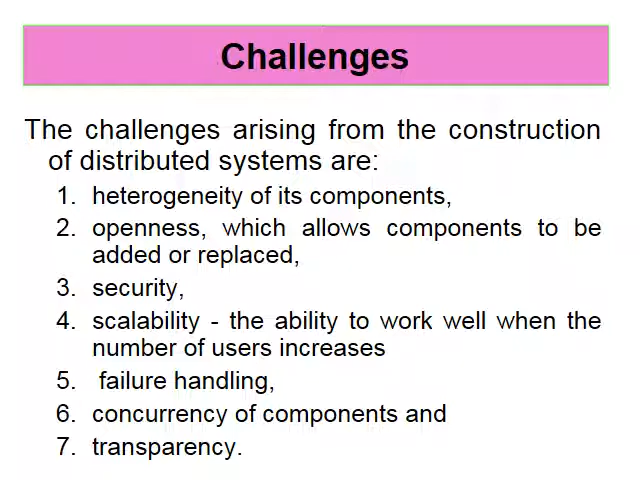 Challenges
The challenges arising from the construction
of distributed systems are:
1. heterogeneity of its components,
2. openness, which allows components to be
added or replaced,
3. security,
4. scalability - the ability to work well when the
number of users increases
5. failure handling,
6. concurrency of components and
7. transparency.